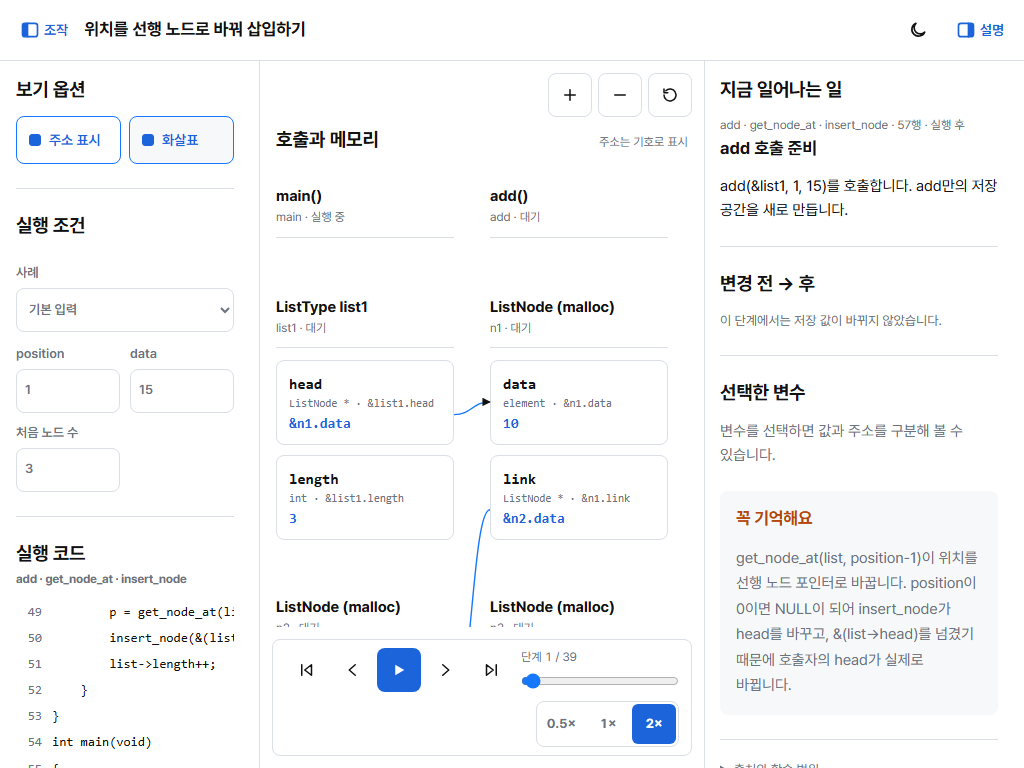 조작
위치를 선행 노드로 바꿔 삽입하기
설명
보기 옵션
주소 표시
화살표
실행 조건
사례
기본 입력
position
data
1
15
처음 노드 수
3
실행 코드
add · get_node_at · insert_node
49 p = get_node_at(li
50 insert_node(&(list
51 list->length++;
52 }
53 }
54 int main(void)
호출과 메모리
주소는 기호로 표시
main()
main · 실행 중
add()
add · 대기
ListType list1
list1 · 대기
ListNode (malloc)
n1 · 대기
head
ListNode * · &list1.head
&n1.data
data
element · &n1.data
10
length
int · &list1.length
3
link
ListNode * · &n1.link
&n2.data
ListNode (malloc)
ListNode (malloc)
단계 1 / 39
0.5×
1×
2×
지금 일어나는 일
add · get_node_at · insert_node · 57행 · 실행 후
add 호출 준비
add(&list1, 1, 15)를 호출합니다. add만의 저장
공간을 새로 만듭니다.
변경 전 → 후
이 단계에서는 저장 값이 바뀌지 않았습니다.
선택한 변수
변수를 선택하면 값과 주소를 구분해 볼 수
있습니다.
꼭 기억해요
get_node_at(list, position-1)이 위치를
선행 노드 포인터로 바꿉니다. position이
0이면 NULL이 되어 insert_node가
head를 바꾸고, &(list→head)를 넘겼기
때문에 호출자의 head가 실제로
바뀝니다.